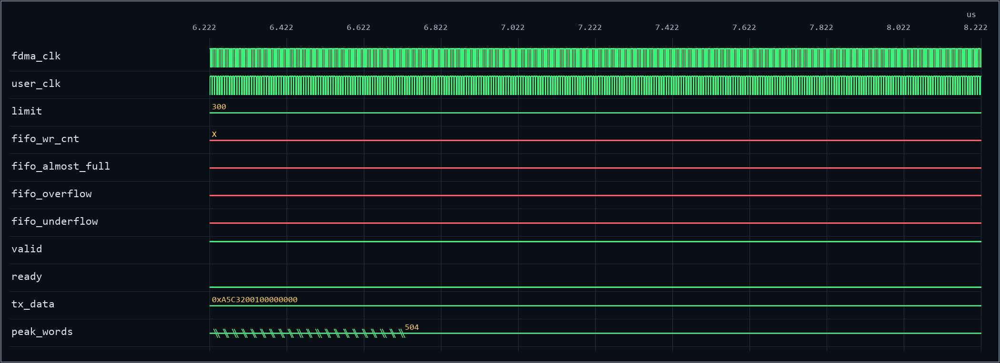 us
6.222 6.422 6.622 6.822 7.022 7.222 7.422 7.622 7.822 8.022 8.222
fdma_clk
user_clk
limit 300
fifo_wr_cnt X
fifo_almost_full
fifo_overflow
fifo_underflow
valid
ready
tx_data 0xA5C3200100000000
peak_words 504